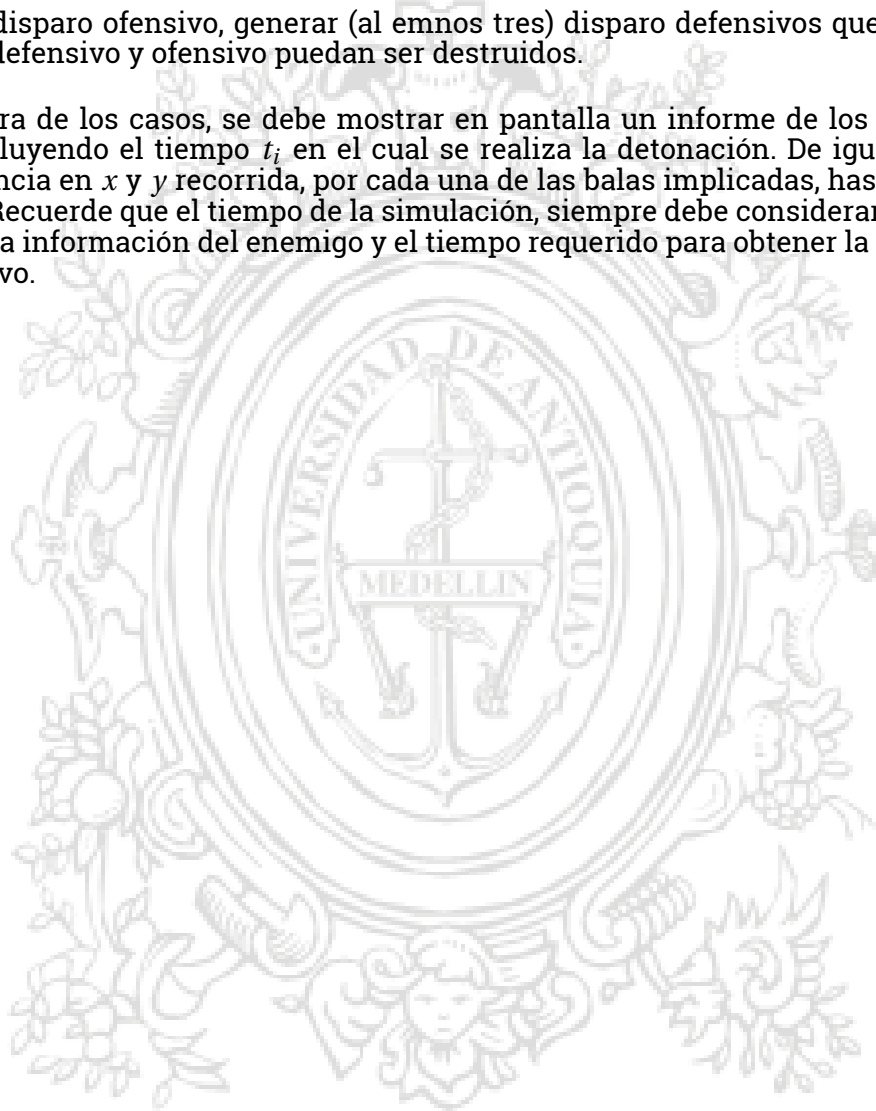 disparo ofensivo, generar (al emnos tres) disparo defensivos que
defensivo y ofensivo puedan ser destruidos.
ra de los casos, se debe mostrar en pantalla un informe de los
luyendo el tiempo t_i en el cual se realiza la detonación. De igu
ncia en x y y recorrida, por cada una de las balas implicadas, has
Recuerde que el tiempo de la simulación, siempre debe considerar
a información del enemigo y el tiempo requerido para obtener la
vo.
UNIVERSIDAD DE ANTIOQUIA
MEDELLIN